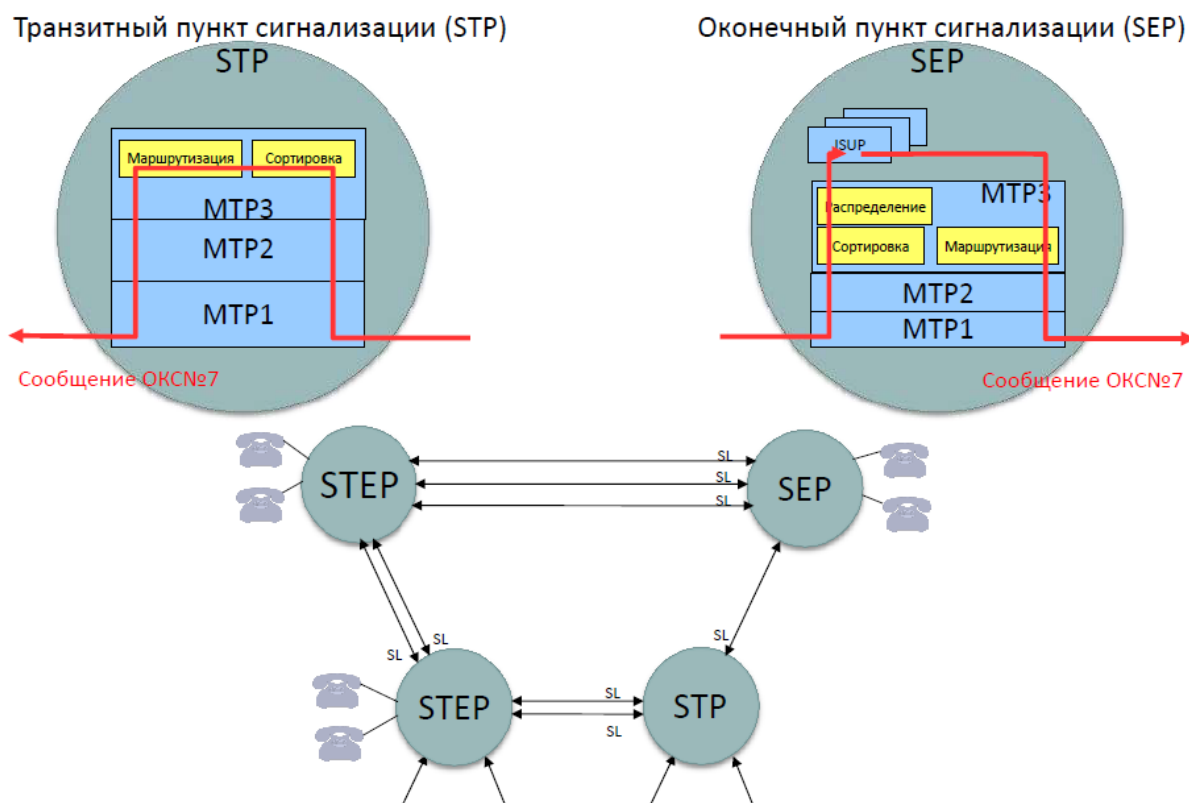 Транзитный пункт сигнализации (STP)
Оконечный пункт сигнализации (SEP)
STP
SEP
Маршрутизация
Сортировка
MTP3
MTP2
MTP1
Сообщение ОКС№7
ISUP
MTP3
Распределение
Сортировка
Маршрутизация
MTP2
MTP1
Сообщение ОКС№7
STEP
SL
SL
SL
SEP
SL
SL
SL
STEP
SL
SL
STP